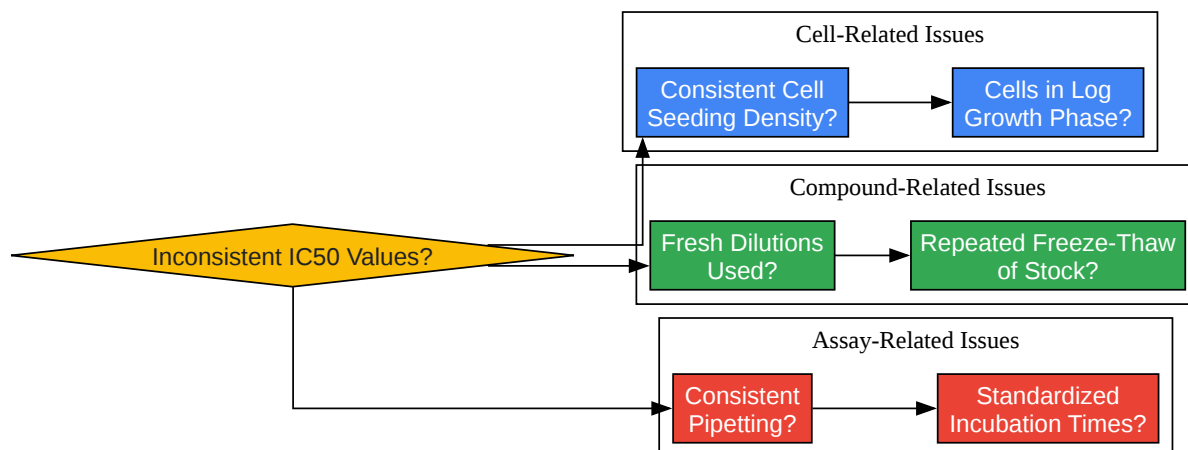 Cell-Related Issues
Consistent Cell
Seeding Density?
Cells in Log
Growth Phase?
Compound-Related Issues
Inconsistent IC50 Values?
Fresh Dilutions
Used?
Repeated Freeze-Thaw
of Stock?
Assay-Related Issues
Consistent
Pipetting?
Standardized
Incubation Times?